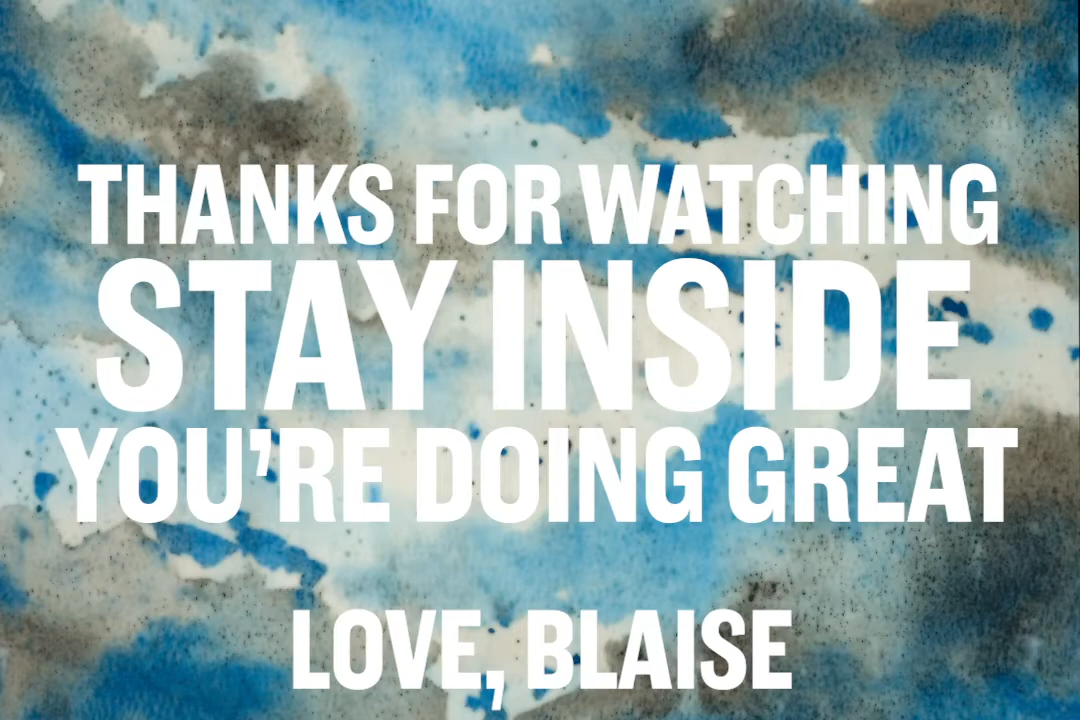 THANKS FOR WATCHING
STAY INSIDE
YOU'RE DOING GREAT
LOVE, BLAISE